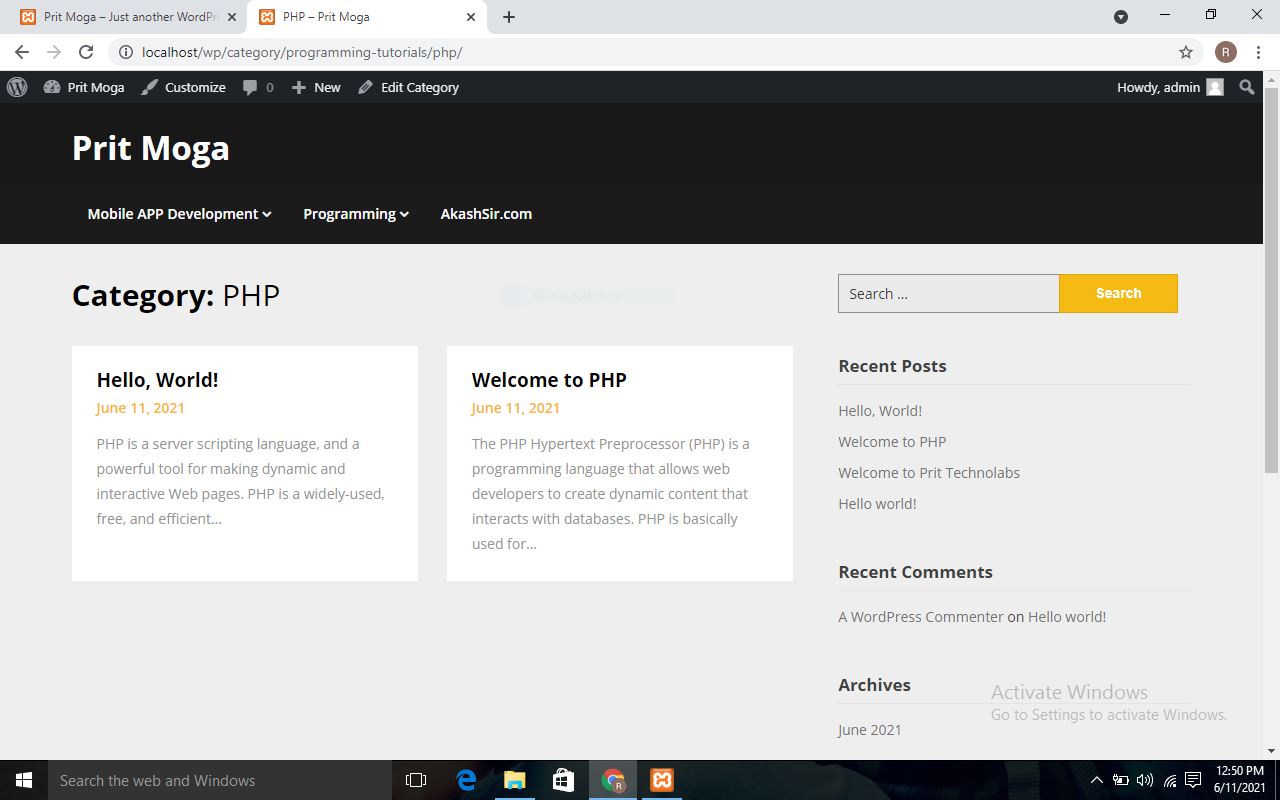 Prit Moga – Just another WordPr
PHP – Prit Moga
localhost/wp/category/programming-tutorials/php/
R
Prit Moga
Customize
0
New
Edit Category
Howdy, admin
Prit Moga
Mobile APP Development
Programming
AkashSir.com
Category: PHP
Rectangular Snip
Search …
Search
Hello, World!
June 11, 2021
PHP is a server scripting language, and a
powerful tool for making dynamic and
interactive Web pages. PHP is a widely-used,
free, and efficient…
Welcome to PHP
June 11, 2021
The PHP Hypertext Preprocessor (PHP) is a
programming language that allows web
developers to create dynamic content that
interacts with databases. PHP is basically
used for…
Recent Posts
Hello, World!
Welcome to PHP
Welcome to Prit Technolabs
Hello world!
Recent Comments
A WordPress Commenter on Hello world!
Archives
June 2021
Activate Windows
Go to Settings to activate Windows.
Search the web and Windows
R
12:50 PM
6/11/2021